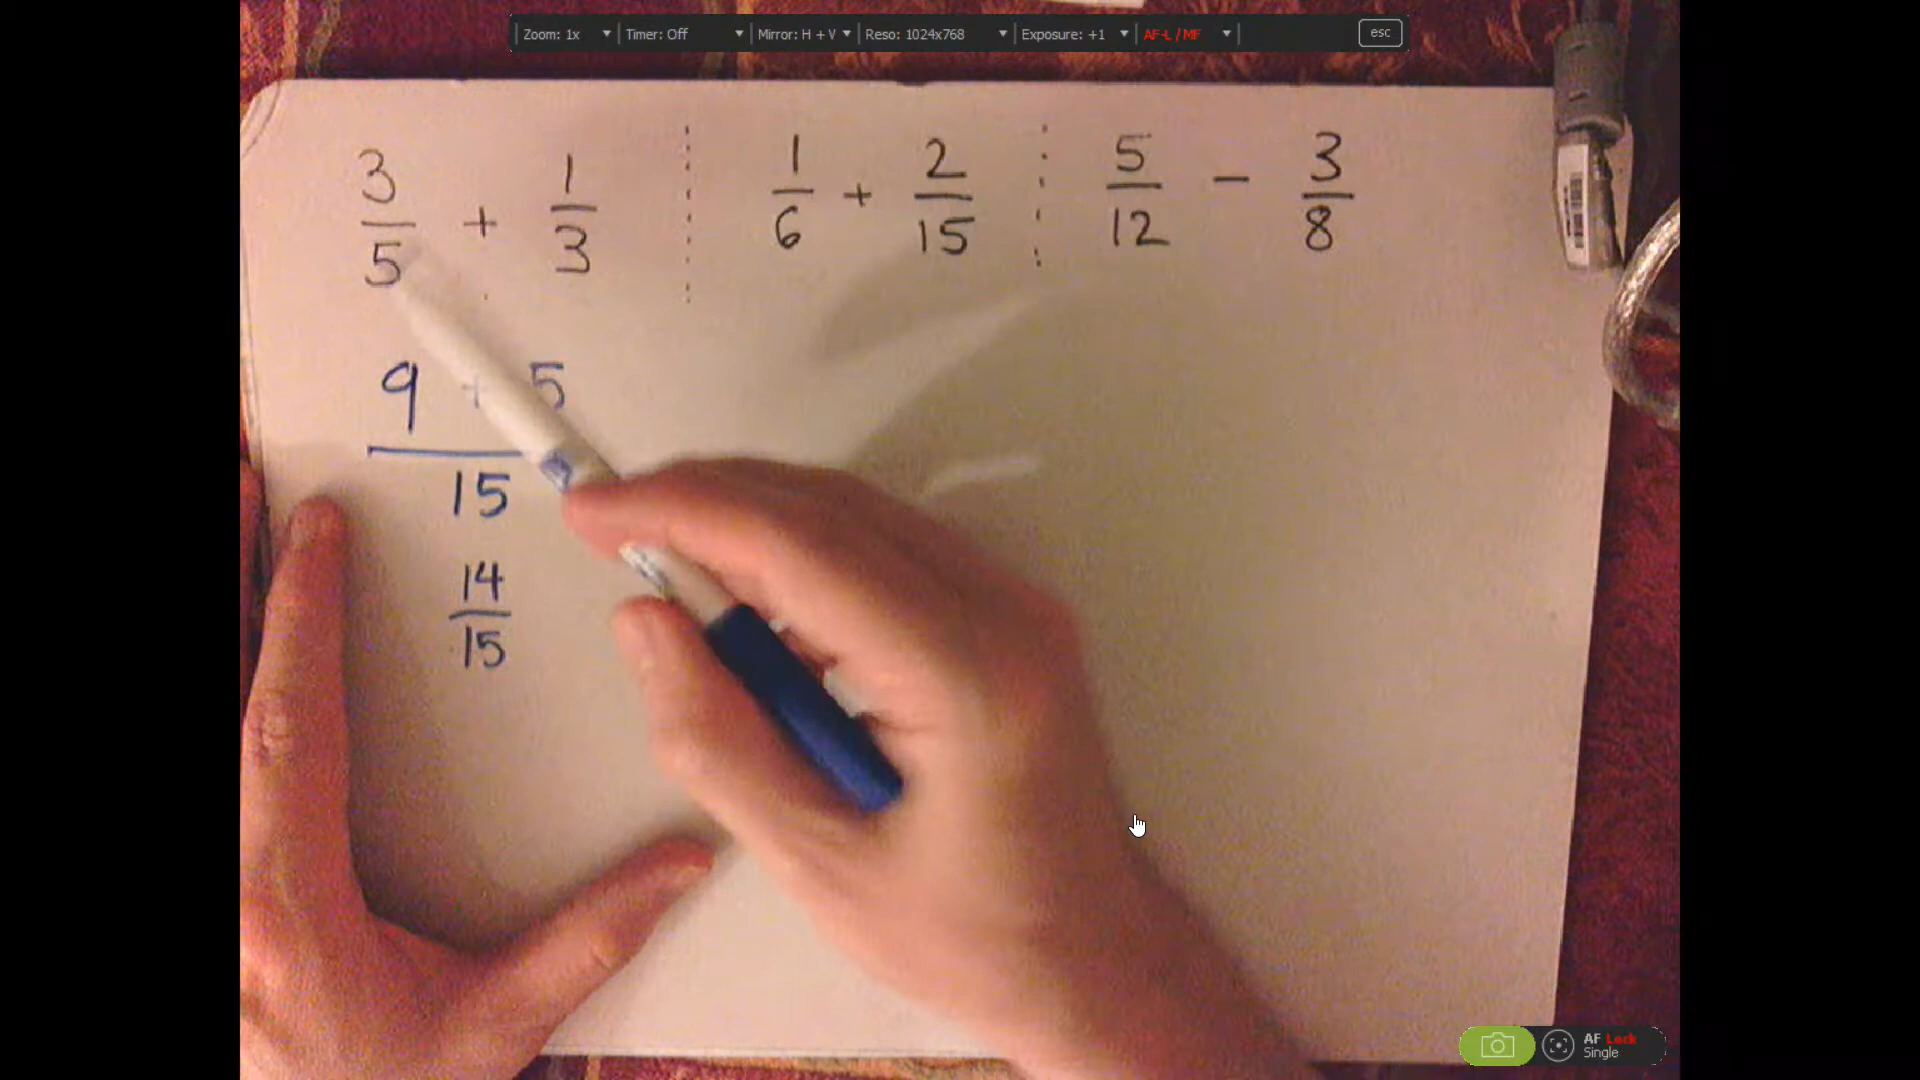 Zoom: 1x Timer: Off Mirror: H + V Reso: 1024x768 Exposure: +1 AF-L / MF esc
3/5 + 1/3
1/6 + 2/15
5/12 - 3/8
9 + 5
15
14/15
AF Lock
Single